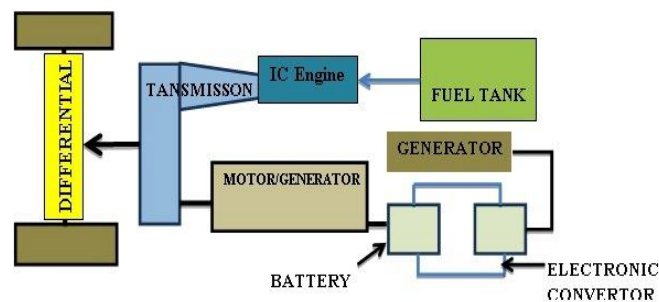 IC Engine
TANSMISSON
FUEL TANK
DIFFERENTIAL
GENERATOR
MOTOR/GENERATOR
BATTERY
ELECTRONIC
CONVERTOR